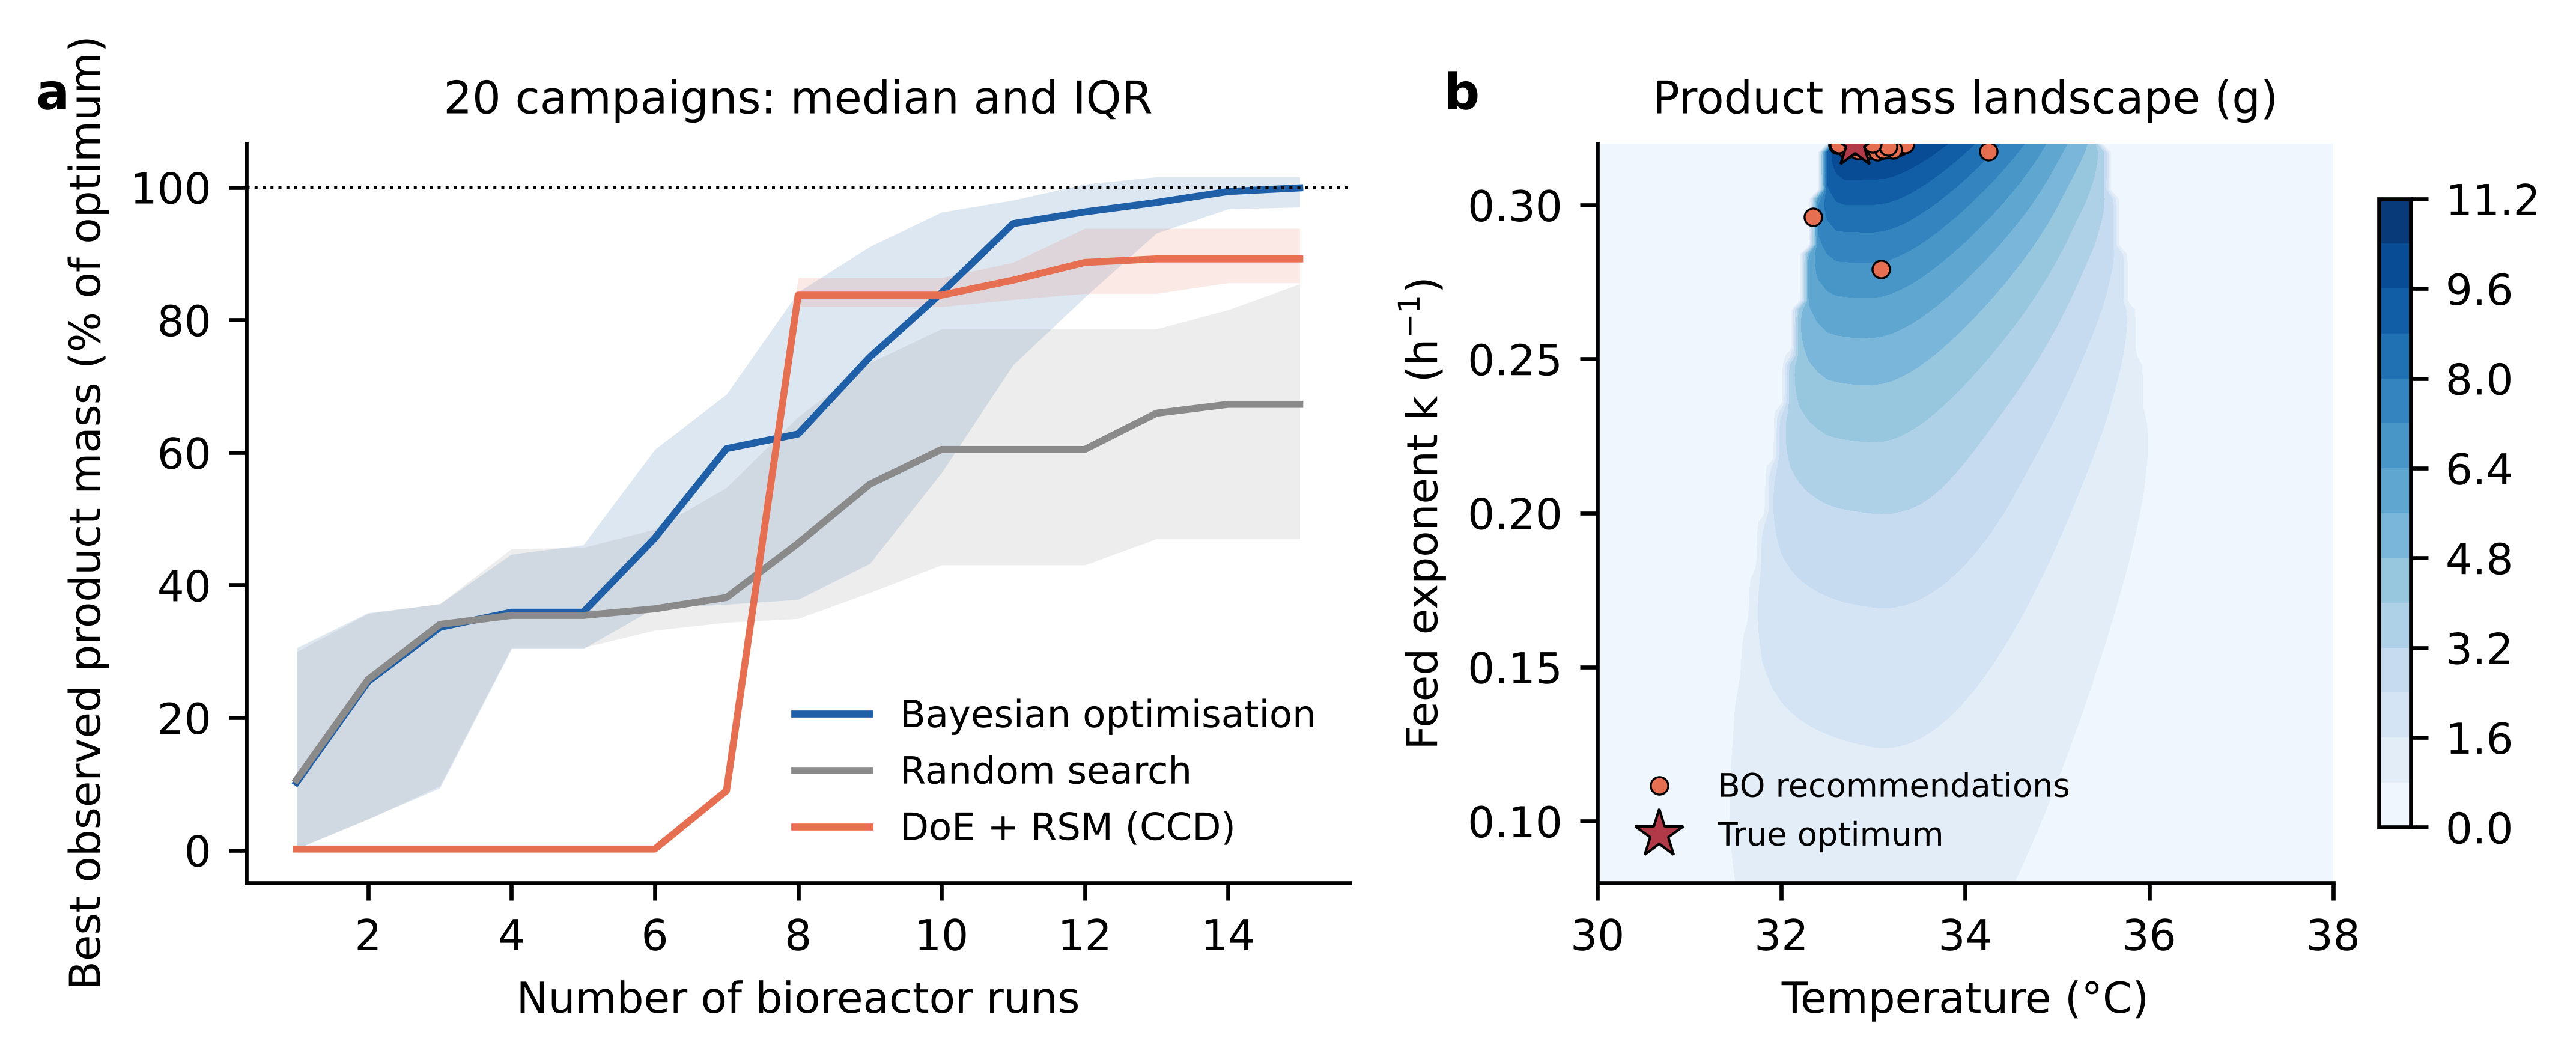 a
20 campaigns: median and IQR
Best observed product mass (% of optimum)
100
80
60
40
20
0
Bayesian optimisation
Random search
DoE + RSM (CCD)
2 4 6 8 10 12 14
Number of bioreactor runs
b
Product mass landscape (g)
Feed exponent k (h⁻¹)
0.30
0.25
0.20
0.15
0.10
BO recommendations
True optimum
30 32 34 36 38
Temperature (°C)
11.2
9.6
8.0
6.4
4.8
3.2
1.6
0.0